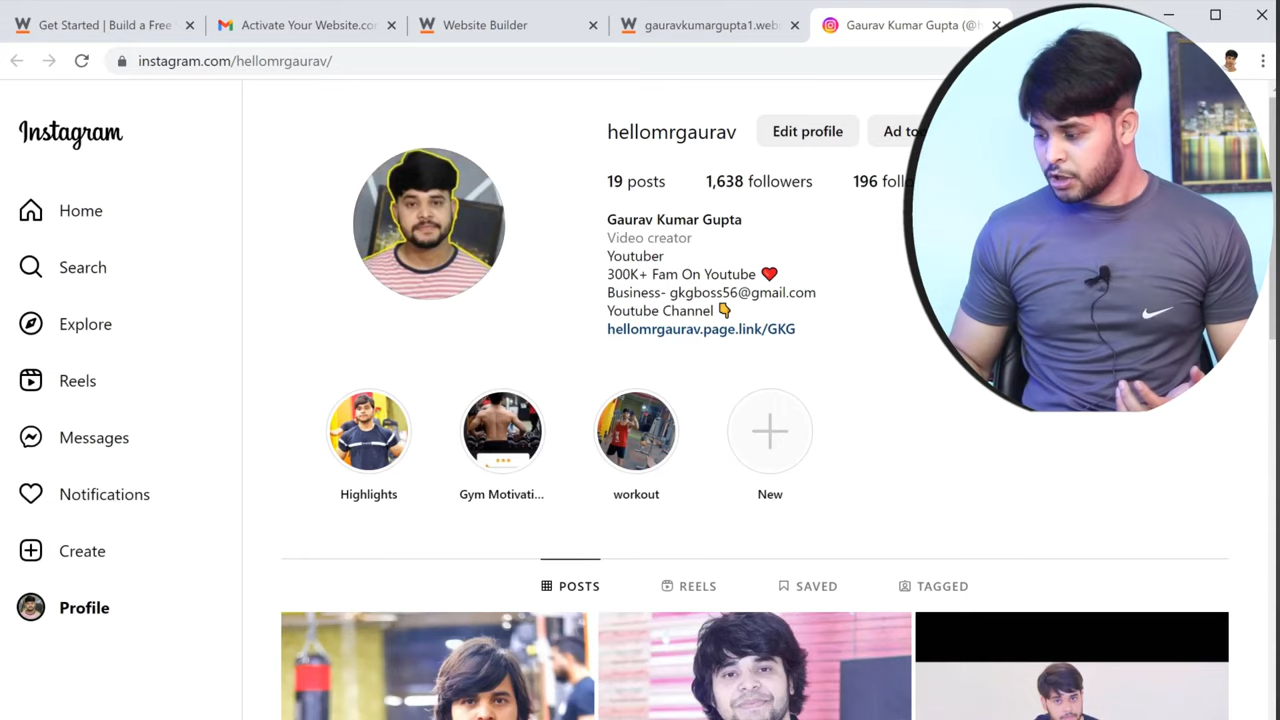 Get Started | Build a Free
Activate Your Website.co
Website Builder
gauravkumargupta1.web
Gaurav Kumar Gupta (@h
instagram.com/hellomrgaurav/
Instagram
hellomrgaurav
Edit profile
Ad to
19 posts
1,638 followers
196 follo
Gaurav Kumar Gupta
Video creator
Youtuber
300K+ Fam On Youtube ❤️
Business- gkgboss56@gmail.com
Youtube Channel 👇
hellomrgaurav.page.link/GKG
Home
Search
Explore
Reels
Messages
Notifications
Create
Profile
Highlights
Gym Motivati...
workout
New
POSTS
REELS
SAVED
TAGGED